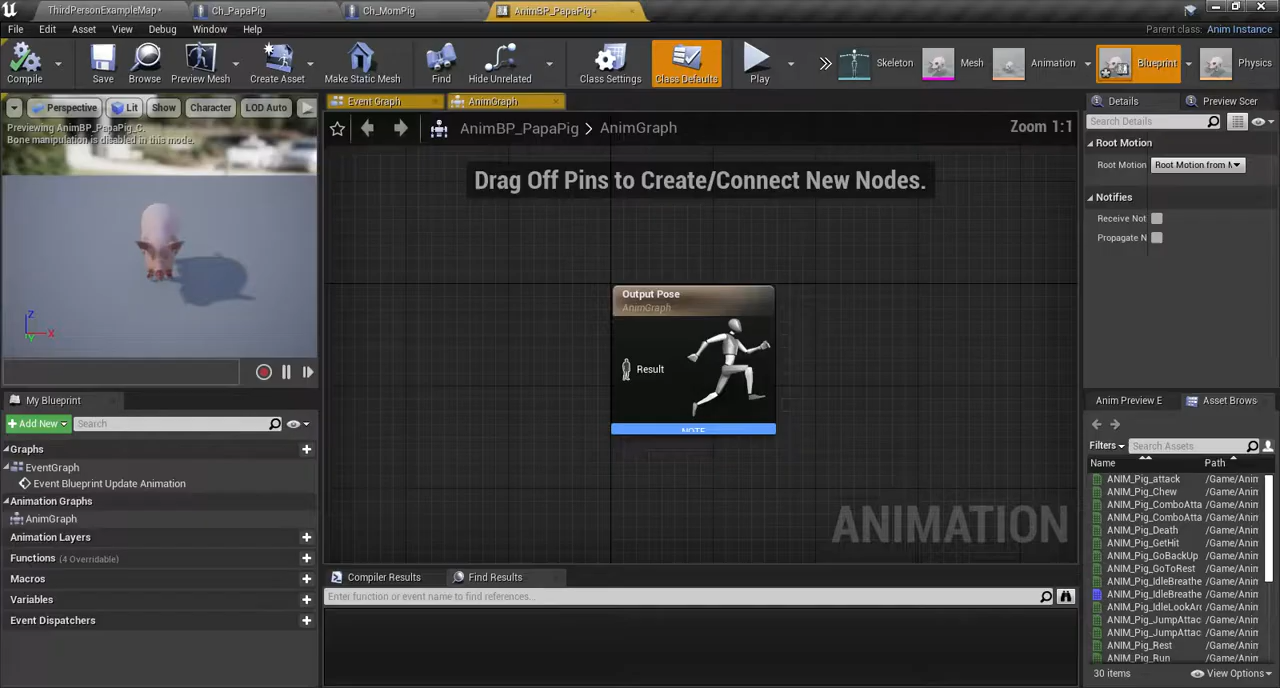 ThirdPersonExampleMap*
Ch_PapaPig
Ch_MomPig
AnimBP_PapaPig*
File Edit Asset View Debug Window Help
Parent class: Anim Instance
Compile
Save
Browse
Preview Mesh
Create Asset
Make Static Mesh
Find
Hide Unrelated
Class Settings
Class Defaults
Play
Skeleton
Mesh
Animation
Blueprint
Physics
Perspective
Lit
Show
Character
LOD Auto
Previewing AnimBP_PapaPig_C.
Bone manipulation is disabled in this mode.
Z
X
Y
Event Graph
AnimGraph
AnimBP_PapaPig > AnimGraph
Zoom 1:1
Drag Off Pins to Create/Connect New Nodes.
Output Pose
AnimGraph
Result
NOTE
ANIMATION
My Blueprint
+ Add New
Search
Graphs
EventGraph
Event Blueprint Update Animation
Animation Graphs
AnimGraph
Animation Layers
Functions (4 Overridable)
Macros
Variables
Event Dispatchers
Compiler Results
Find Results
Enter function or event name to find references...
Details
Preview Scer
Search Details
Root Motion
Root Motion
Root Motion from M
Notifies
Receive Not
Propagate N
Anim Preview E
Asset Brows
Filters
Search Assets
Name Path
ANIM_Pig_attack /Game/Anim
ANIM_Pig_Chew /Game/Anim
ANIM_Pig_ComboAtta /Game/Anim
ANIM_Pig_ComboAtta /Game/Anim
ANIM_Pig_Death /Game/Anim
ANIM_Pig_GetHit /Game/Anim
ANIM_Pig_GoBackUp /Game/Anim
ANIM_Pig_GoToRest /Game/Anim
ANIM_Pig_IdleBreathe /Game/Anim
ANIM_Pig_IdleBreathe /Game/Anim
ANIM_Pig_IdleLookArc /Game/Anim
ANIM_Pig_JumpAttac /Game/Anim
ANIM_Pig_JumpAttac /Game/Anim
ANIM_Pig_Rest /Game/Anim
ANIM_Pig_Run /Game/Anim
30 items
View Options